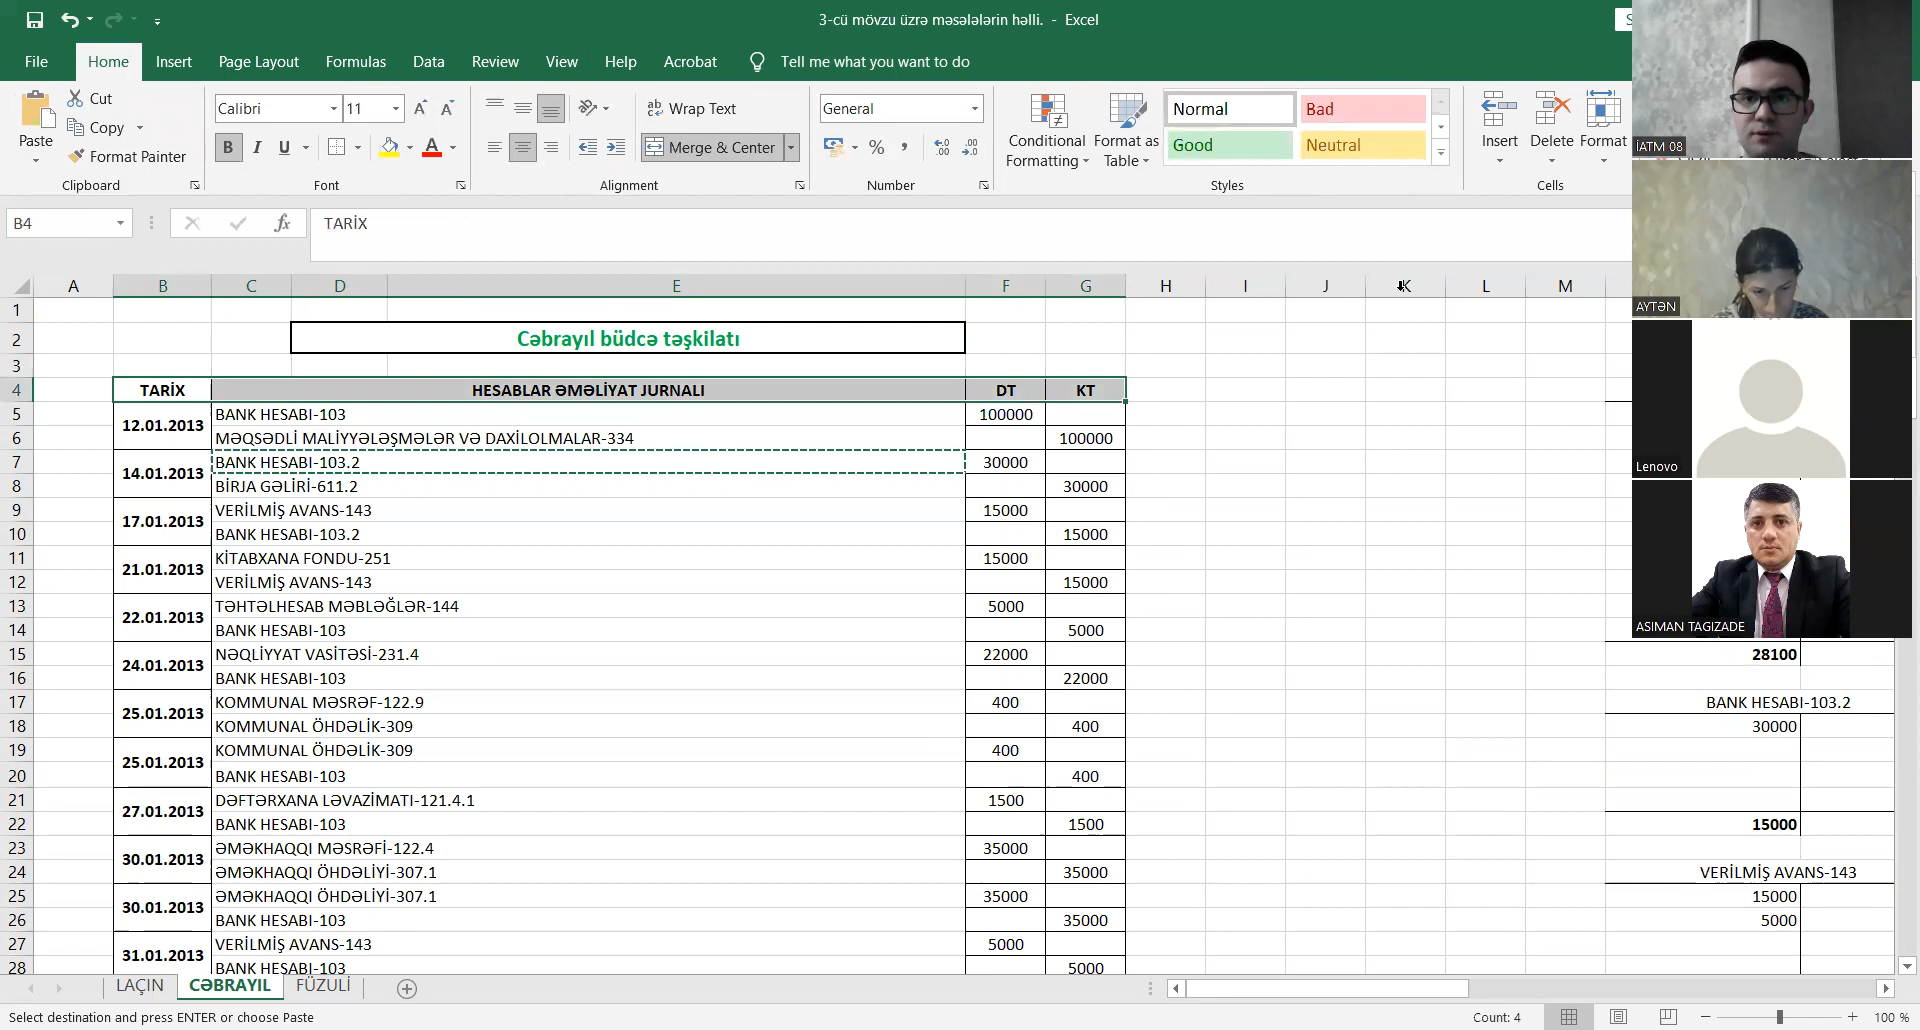 3-cü mövzu üzrə məsələlərin həlli. - Excel
File Home Insert Page Layout Formulas Data Review View Help Acrobat Tell me what you want to do
Paste
Cut
Copy
Format Painter
Clipboard
Calibri 11
B I U
Font
Wrap Text
Merge & Center
Alignment
General
Number
Conditional Formatting
Format as Table
Normal Bad
Good Neutral
Styles
Insert Delete Format
Cells
B4 fx TARİX
A B C D E F G H I J K L M
1
2 Cəbrayıl büdcə təşkilatı
3
4 TARİX HESABLAR ƏMƏLİYAT JURNALI DT KT
5 12.01.2013 BANK HESABI-103 100000
6 MƏQSƏDLİ MALİYYƏLƏŞMƏLƏR VƏ DAXİLOLMALAR-334 100000
7 14.01.2013 BANK HESABI-103.2 30000
8 BİRJA GƏLİRİ-611.2 30000
9 17.01.2013 VERİLMİŞ AVANS-143 15000
10 BANK HESABI-103.2 15000
11 21.01.2013 KİTABXANA FONDU-251 15000
12 VERİLMİŞ AVANS-143 15000
13 22.01.2013 TƏHTƏLHESAB MƏBLƏĞLƏR-144 5000
14 BANK HESABI-103 5000
15 24.01.2013 NƏQLİYYAT VASİTƏSİ-231.4 22000 28100
16 BANK HESABI-103 22000
17 25.01.2013 KOMMUNAL MƏSRƏF-122.9 400 BANK HESABI-103.2
18 KOMMUNAL ÖHDƏLİK-309 400 30000
19 25.01.2013 KOMMUNAL ÖHDƏLİK-309 400
20 BANK HESABI-103 400
21 27.01.2013 DƏFTƏRXANA LƏVAZİMATI-121.4.1 1500
22 BANK HESABI-103 1500 15000
23 30.01.2013 ƏMƏKHAQQI MƏSRƏFİ-122.4 35000
24 ƏMƏKHAQQI ÖHDƏLİYİ-307.1 35000 VERİLMİŞ AVANS-143
25 30.01.2013 ƏMƏKHAQQI ÖHDƏLİYİ-307.1 35000 15000
26 BANK HESABI-103 35000 5000
27 31.01.2013 VERİLMİŞ AVANS-143 5000
28 BANK HESABI-103 5000
LAÇIN CƏBRAYIL FÜZULİ
Select destination and press ENTER or choose Paste Count: 4 100 %
İATM 08
AYTƏN
Lenovo
ASIMAN TAGIZADE